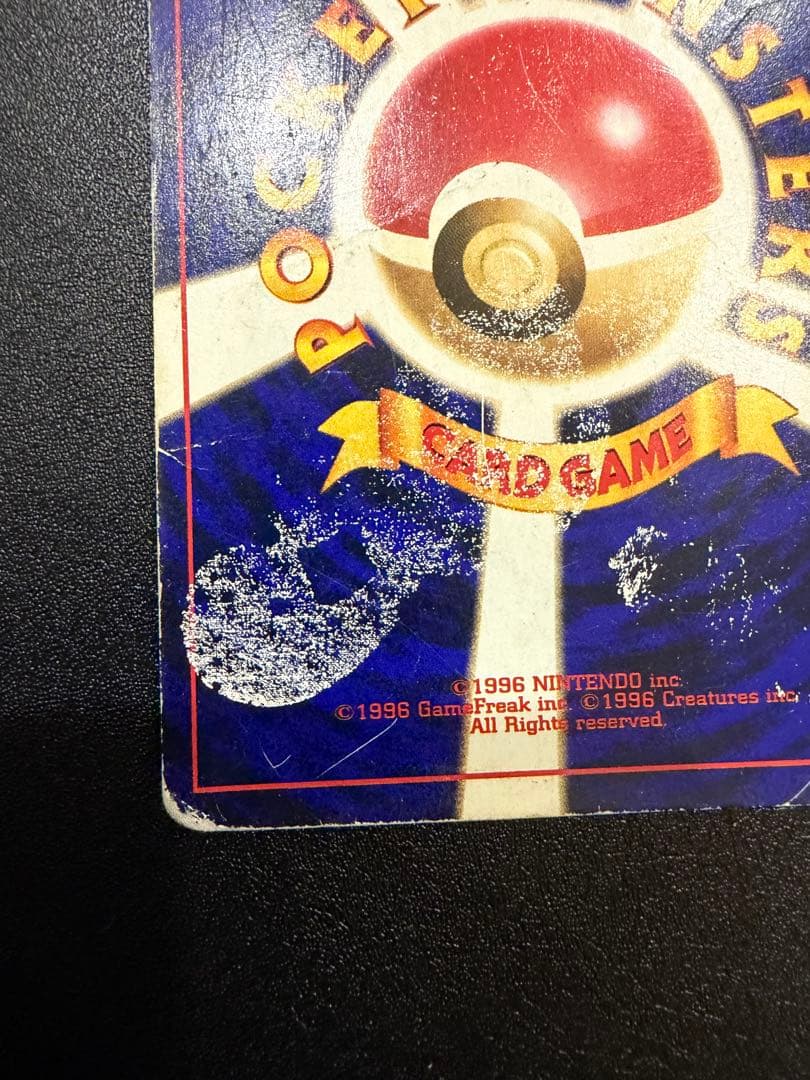 POCKET MONSTERS
CARD GAME
©1996 NINTENDO inc.
©1996 GameFreak inc. ©1996 Creatures inc.
All Rights reserved.